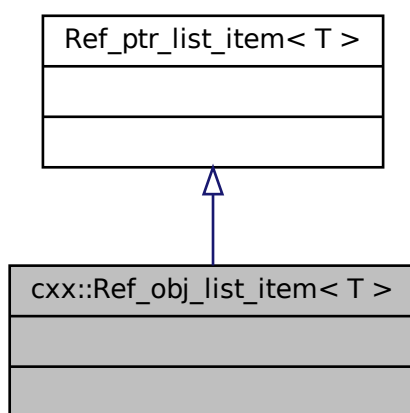 Ref_ptr_list_item< T >
cxx::Ref_obj_list_item< T >